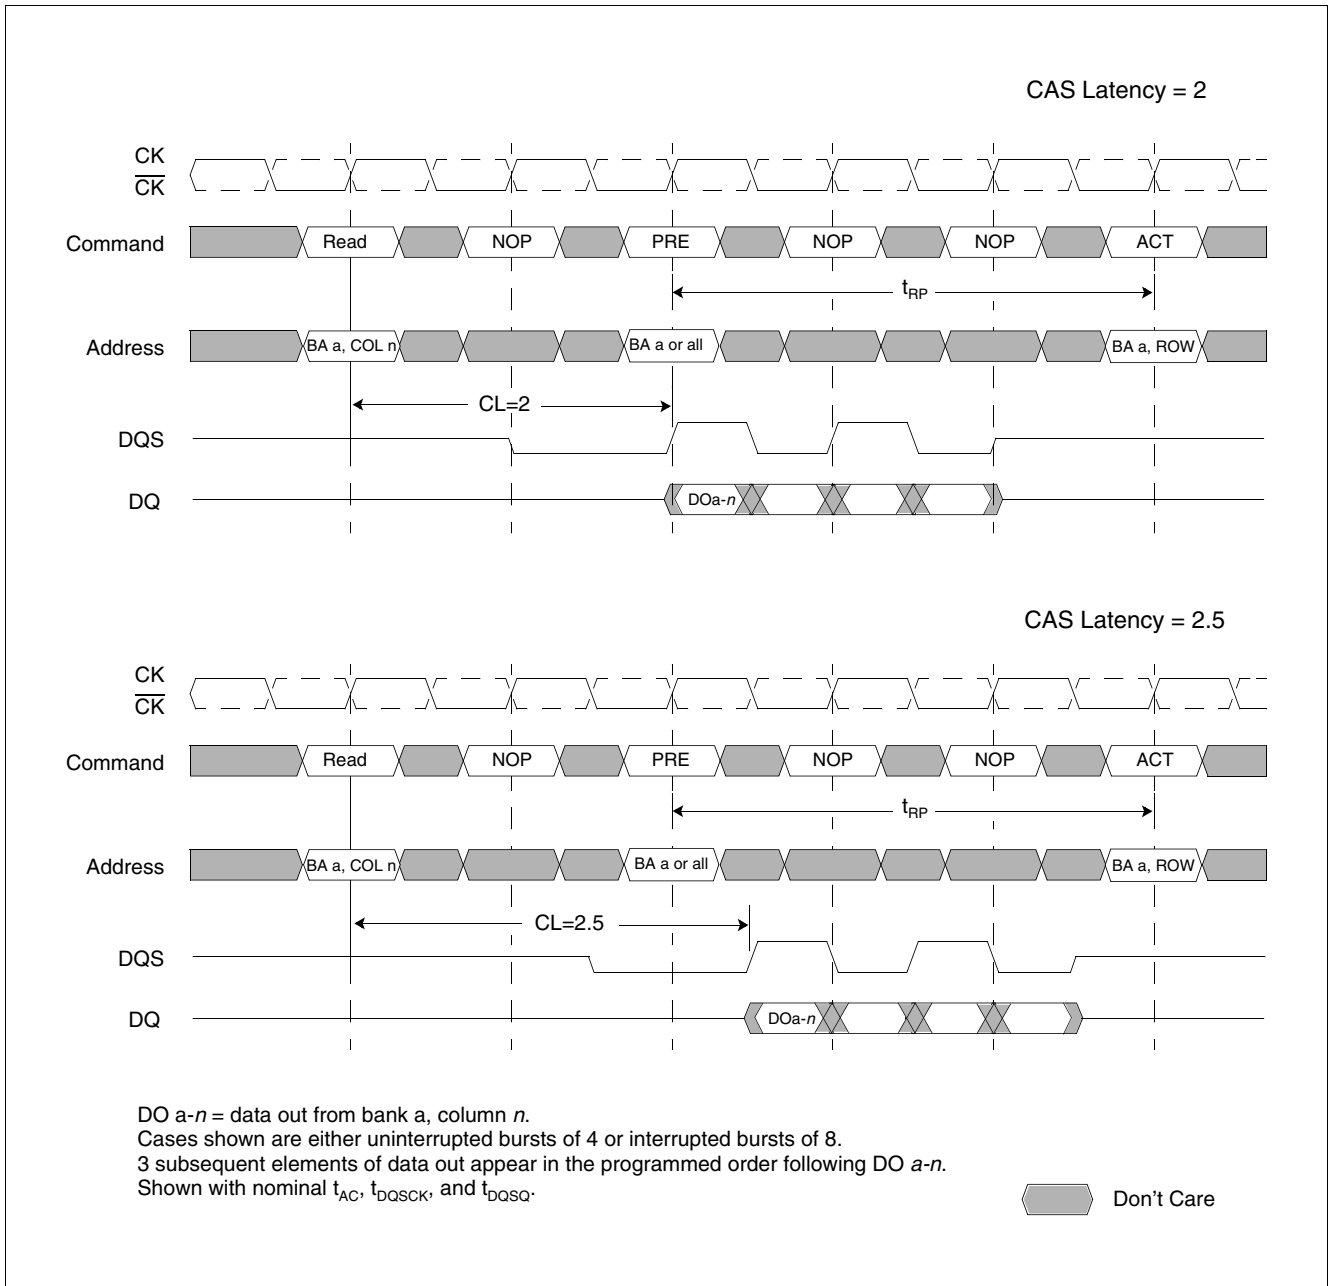 CAS Latency = 2
CK
CK
Command
Read
NOP
PRE
NOP
NOP
ACT
tRP
Address
BA a, COL n
BA a or all
BA a, ROW
CL=2
DQS
DQ
DOa-n
CAS Latency = 2.5
CK
CK
Command
Read
NOP
PRE
NOP
NOP
ACT
tRP
Address
BA a, COL n
BA a or all
BA a, ROW
CL=2.5
DQS
DQ
DOa-n
DO a-n = data out from bank a, column n.
Cases shown are either uninterrupted bursts of 4 or interrupted bursts of 8.
3 subsequent elements of data out appear in the programmed order following DO a-n.
Shown with nominal tAC, tDQSCK, and tDQSQ.
Don't Care